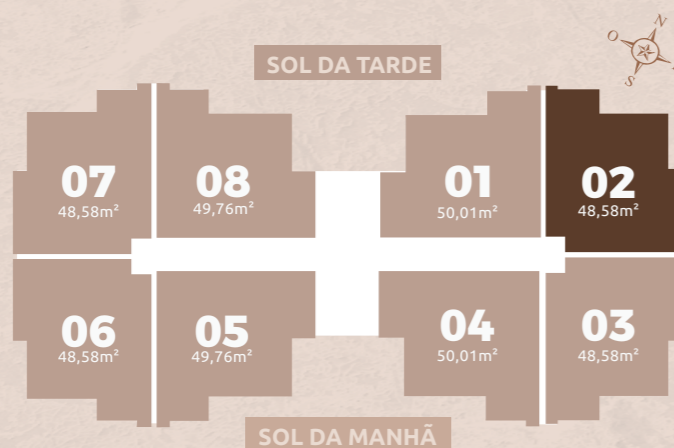 N
O
S
SOL DA TARDE
07
48,58m²
08
49,76m²
01
50,01m²
02
48,58m²
06
48,58m²
05
49,76m²
04
50,01m²
03
48,58m²
SOL DA MANHÃ